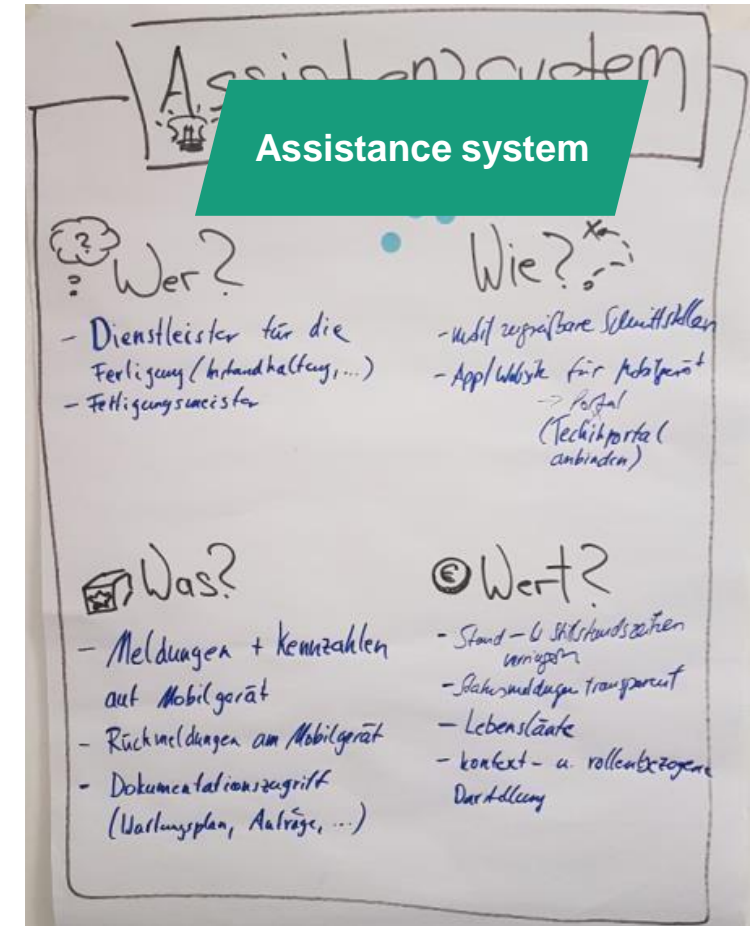 Assistenzsystem
Assistance system
? Wer?
- Dienstleister für die
Fertigung (Instandhaltung, ...)
- Fertigungsmeister
Wie?
- mobil zugreifbare Schnittstellen
- App/Website für Mobilgerät
-> Portal
(Technikportal
anbinden)
Was?
- Meldungen + Kennzahlen
auf Mobilgerät
- Rückmeldungen am Mobilgerät
- Dokumentationszugriff
(Wartungsplan, Aufträge, ...)
€ Wert?
- Stand- u Stillstandszeiten
verringern
- Statusmeldungen transparent
- Lebensläufe
- kontext- u. rollenbezogene
Darstellung